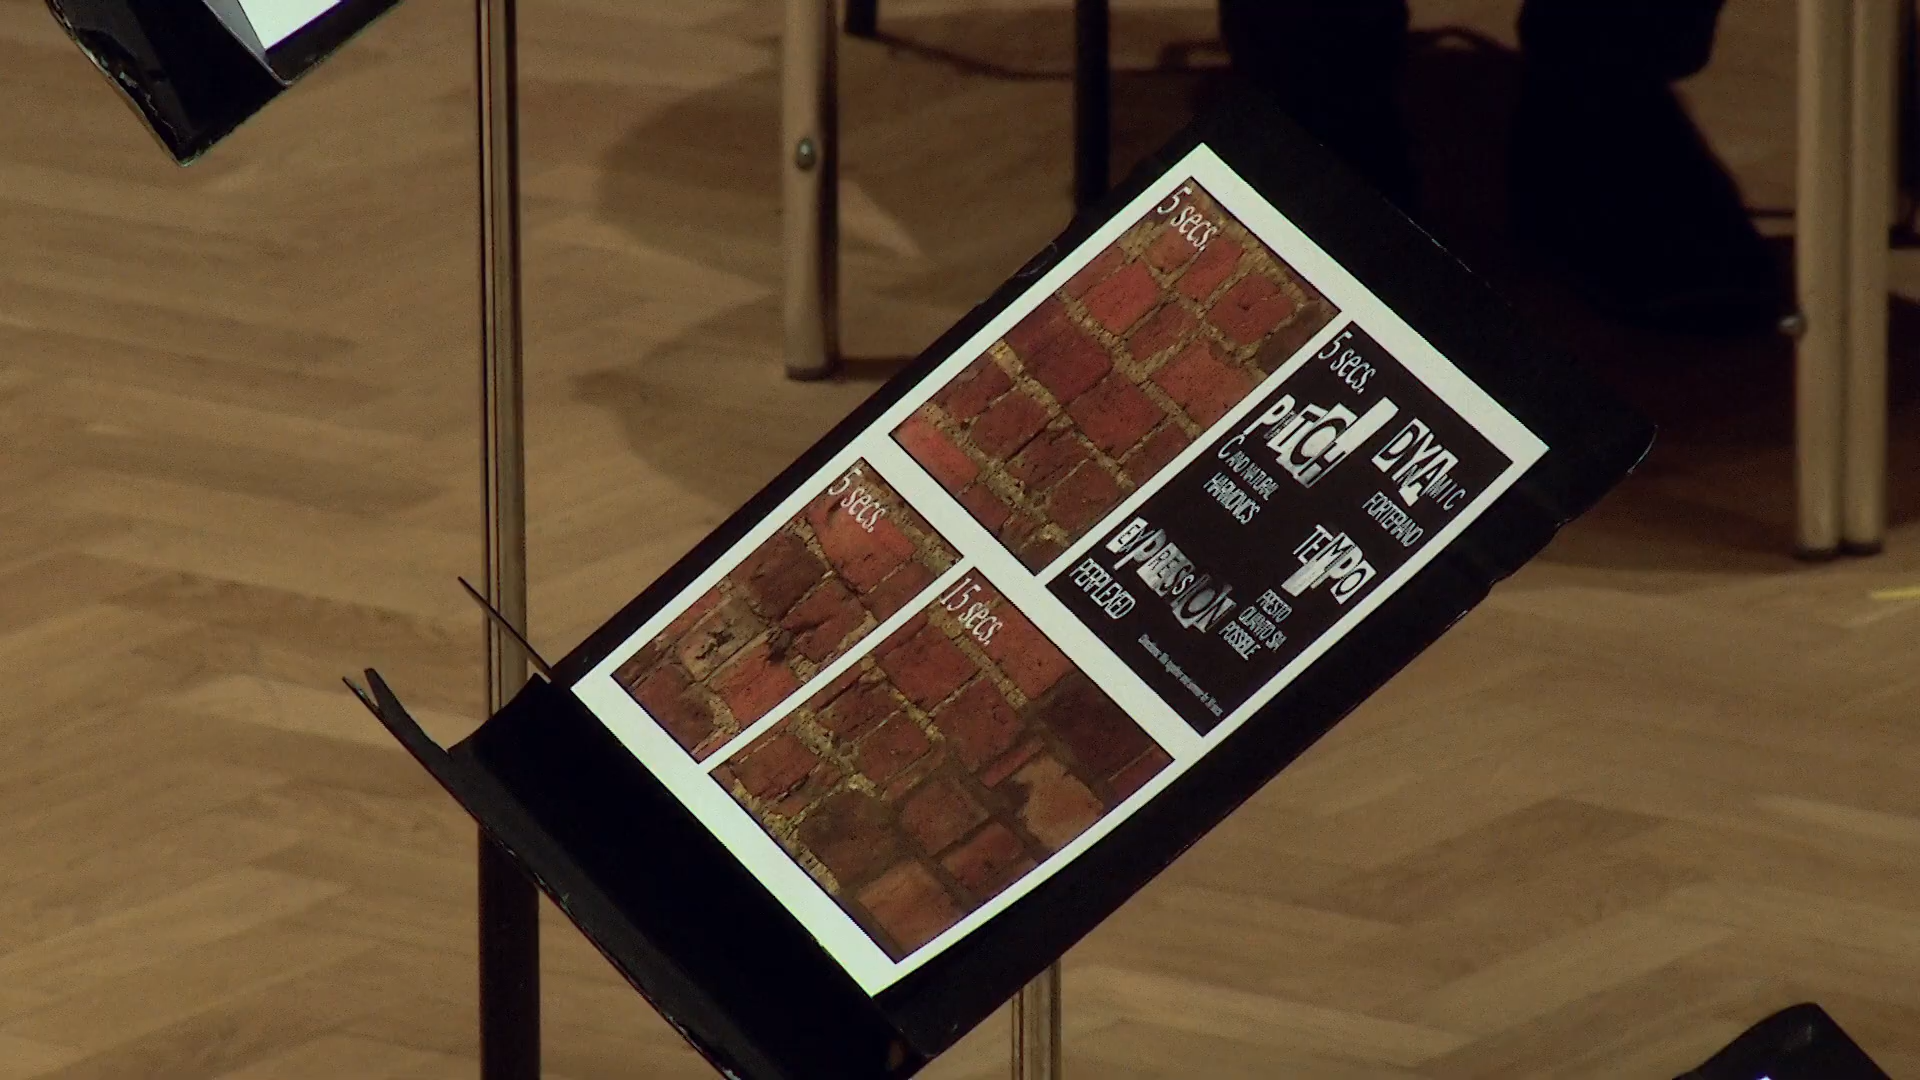 5 secs.
5 secs.
PITCH
C AND NATURAL
HARMONICS
DYNAMIC
FORTEPIANO
EXPRESSION
PERPLEXED
TEMPO
PRESTO
QUANTO SIA
POSSIBILE
5 secs.
15 secs.